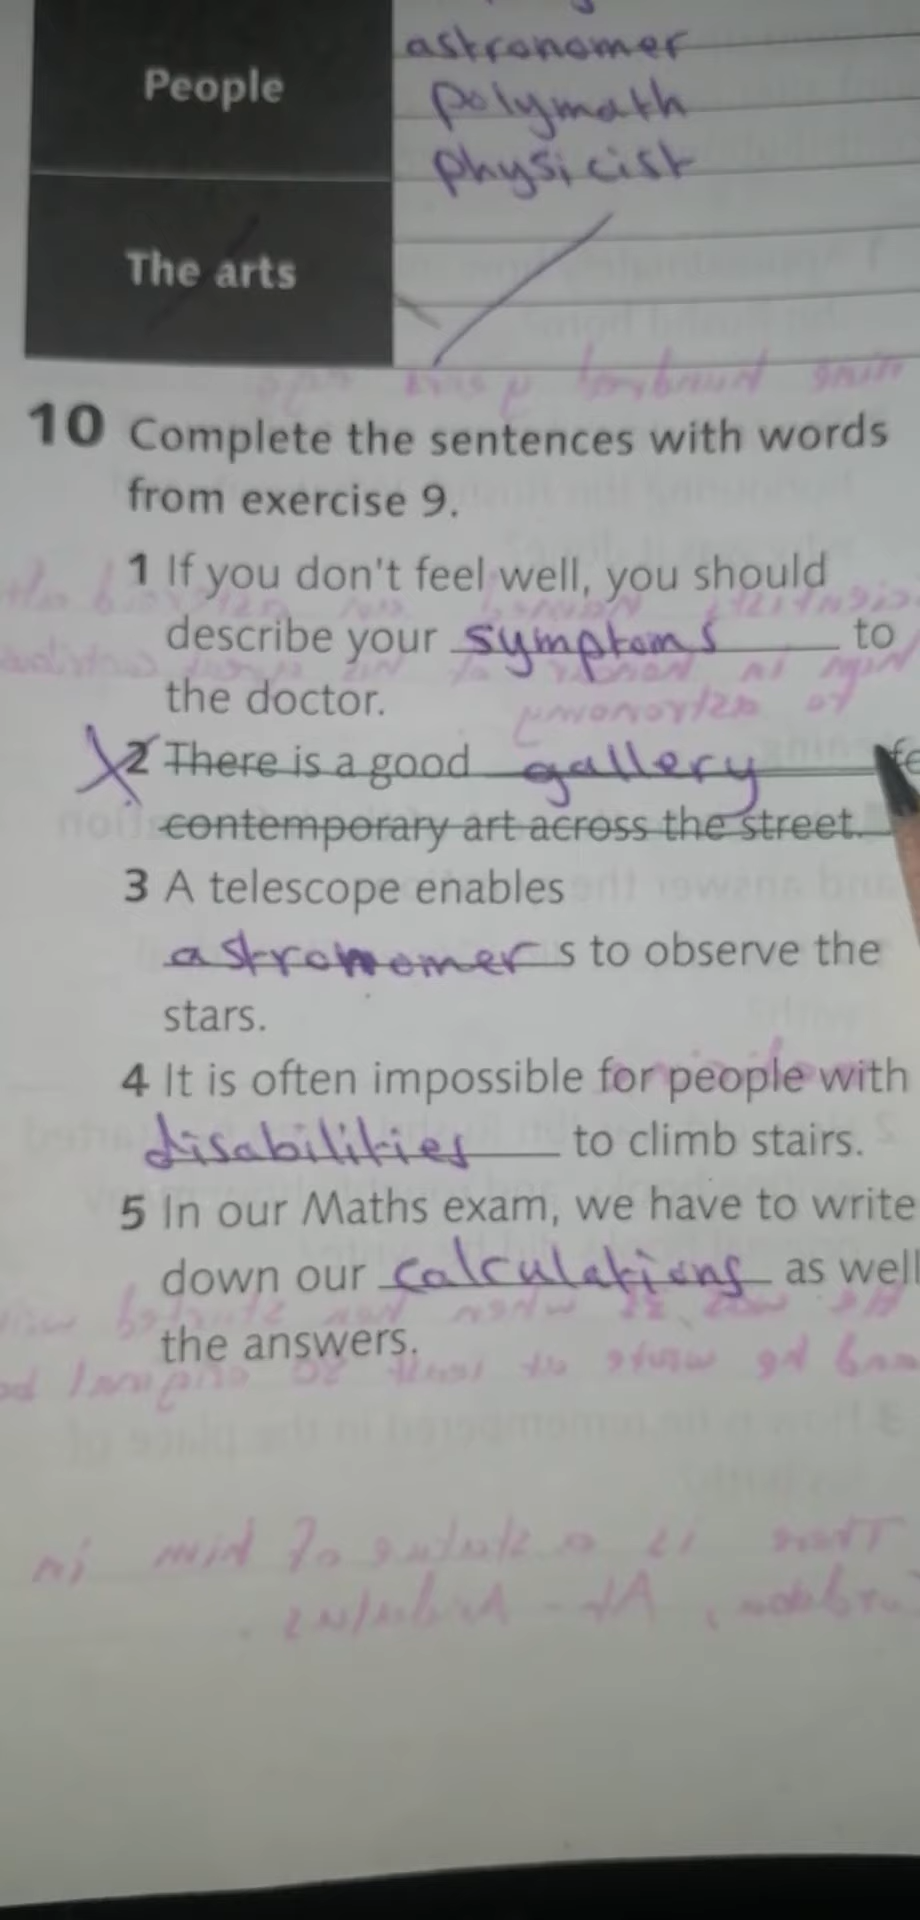 astronomer
People
polymath
physicist
The arts
10 Complete the sentences with words
from exercise 9.
1 If you don't feel well, you should
describe your symptoms to
the doctor.
2 There is a good gallery
contemporary art across the street.
3 A telescope enables
astronomer s to observe the
stars.
4 It is often impossible for people with
disabilities to climb stairs.
5 In our Maths exam, we have to write
down our calculations as well
the answers.